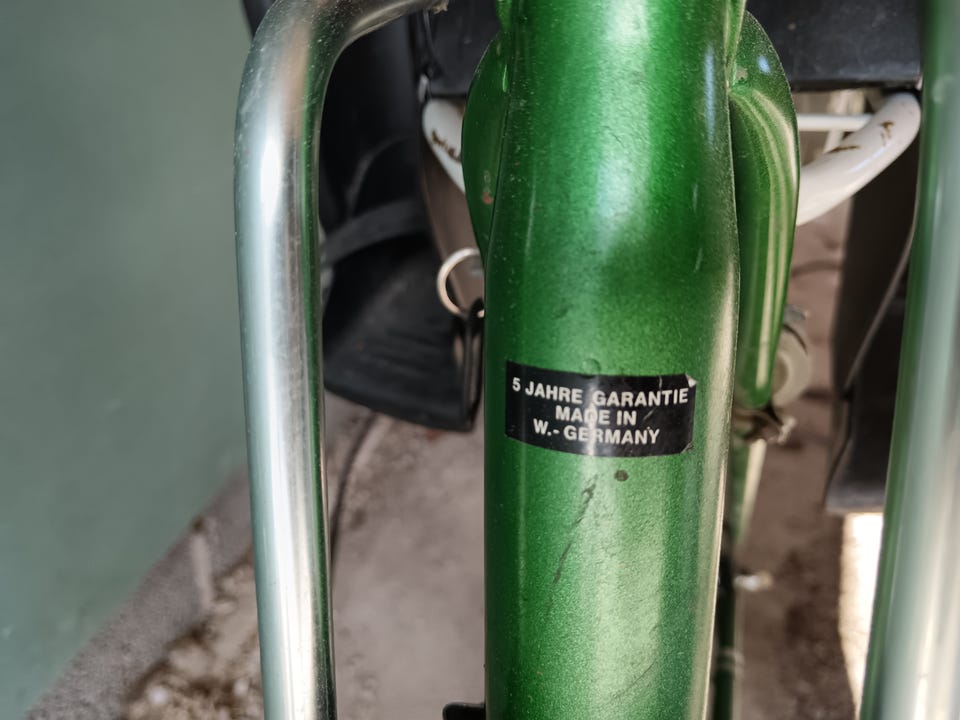 5 JAHRE GARANTIE
MADE IN
W.- GERMANY